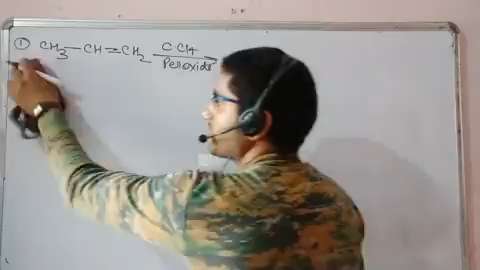 ① CH₃—CH=CH₂ CCl₄
Peroxide